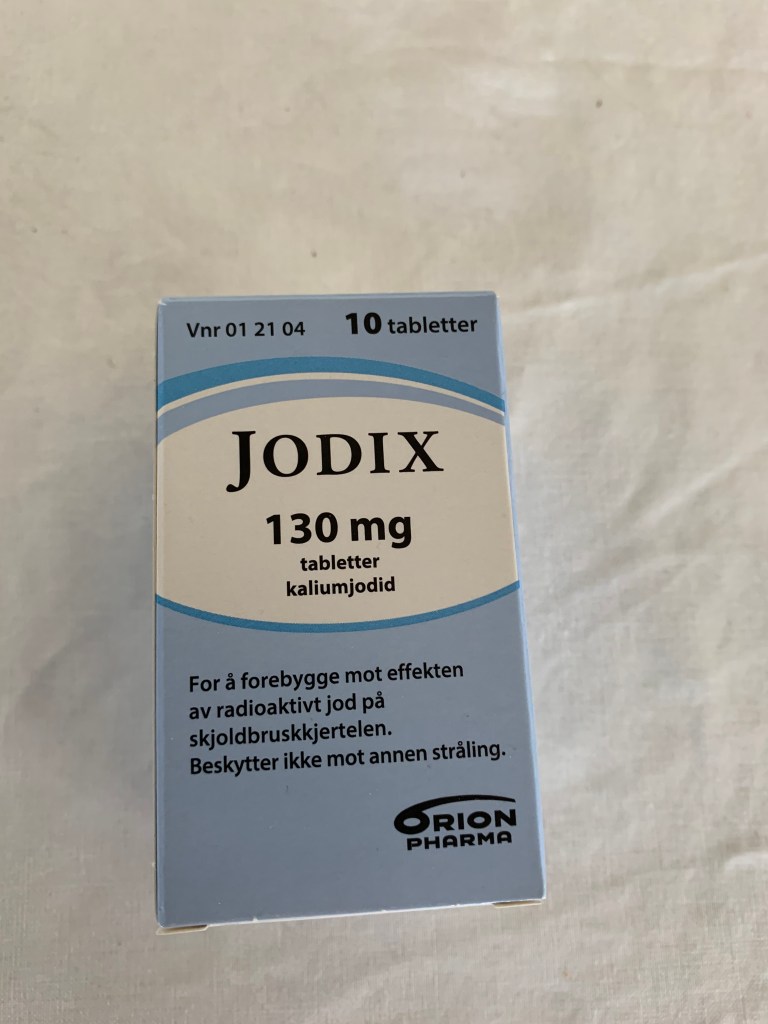 Vnr 01 21 04 10 tabletter
JODIX
130 mg
tabletter
kaliumjodid
For å forebygge mot effekten
av radioaktivt jod på
skjoldbruskkjertelen.
Beskytter ikke mot annen stråling.
ORION
PHARMA